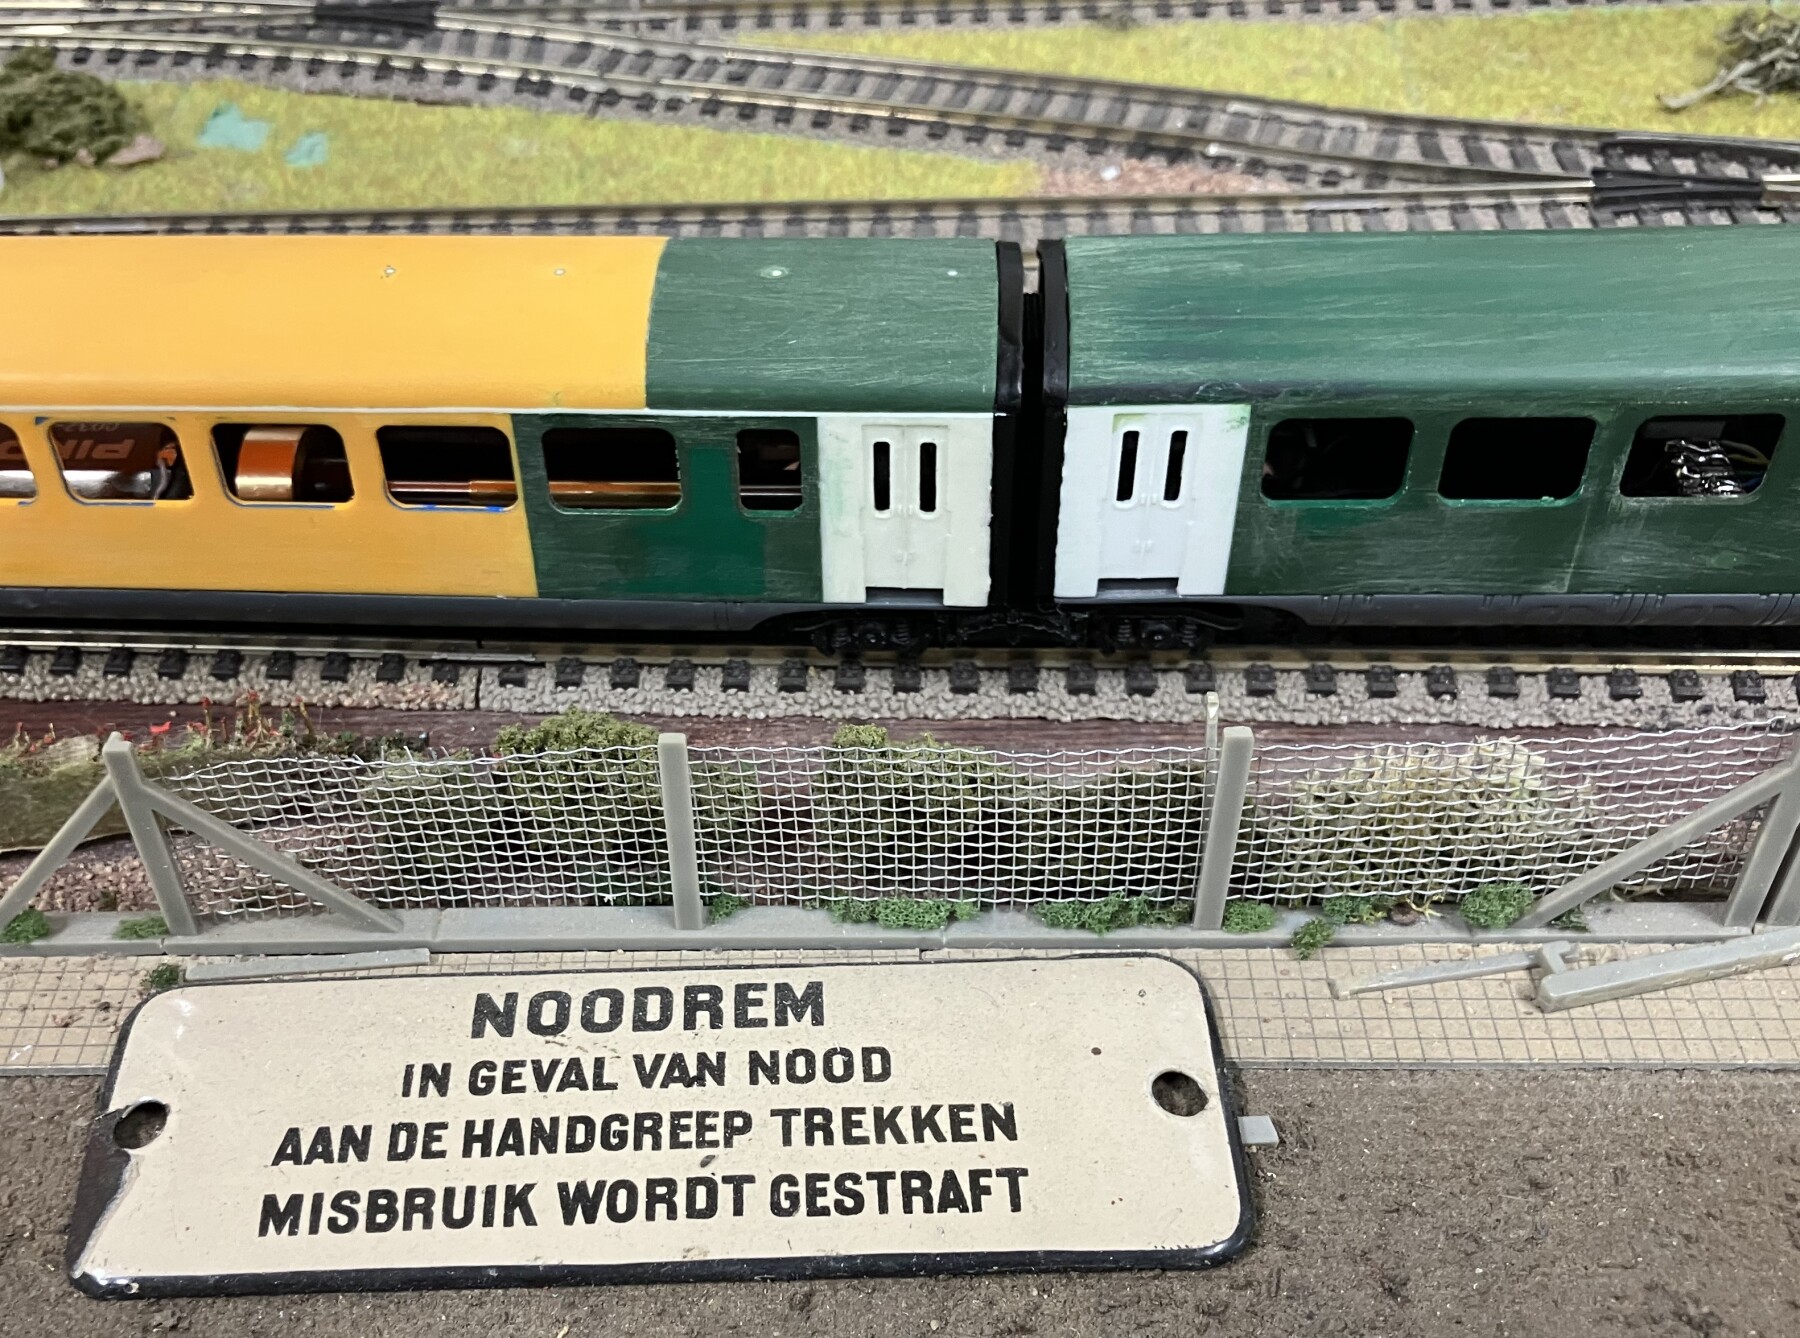 NOODREM
IN GEVAL VAN NOOD
AAN DE HANDGREEP TREKKEN
MISBRUIK WORDT GESTRAFT